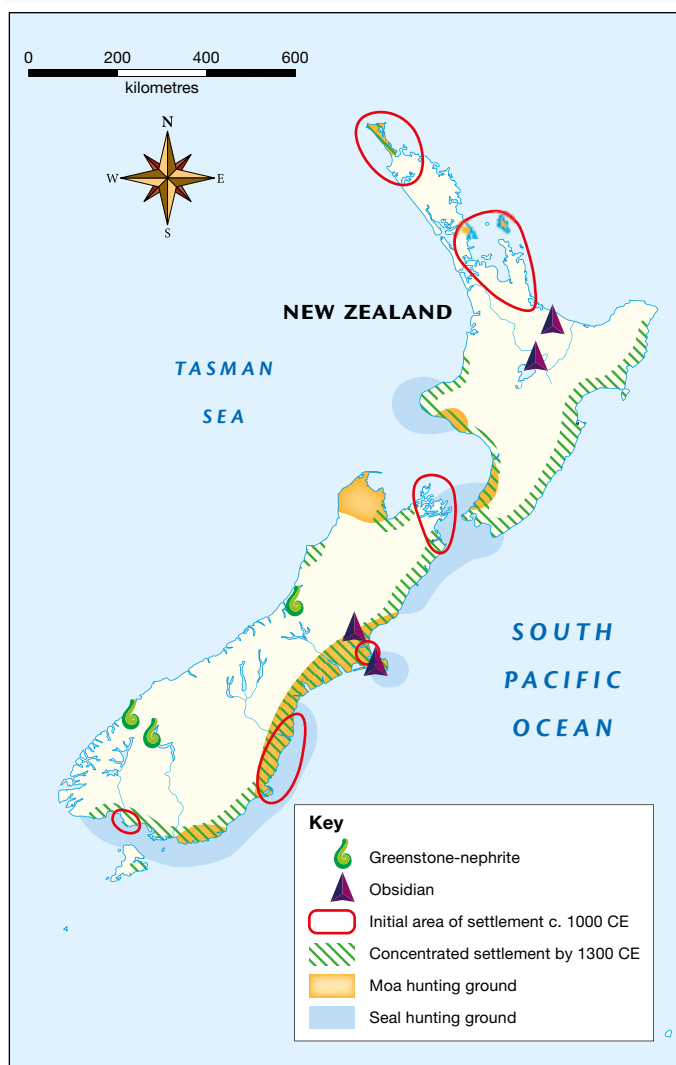 0 200 400 600
kilometres
N
W E
S
NEW ZEALAND
TASMAN
SEA
SOUTH
PACIFIC
OCEAN
Key
Greenstone-nephrite
Obsidian
Initial area of settlement c. 1000 CE
Concentrated settlement by 1300 CE
Moa hunting ground
Seal hunting ground